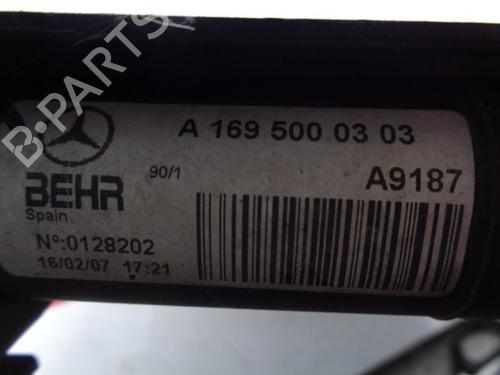 B-PARTS
A 169 500 03 03
90/1
A9187
BEHR
Spain
Nº:0128202
16/02/07 17:21